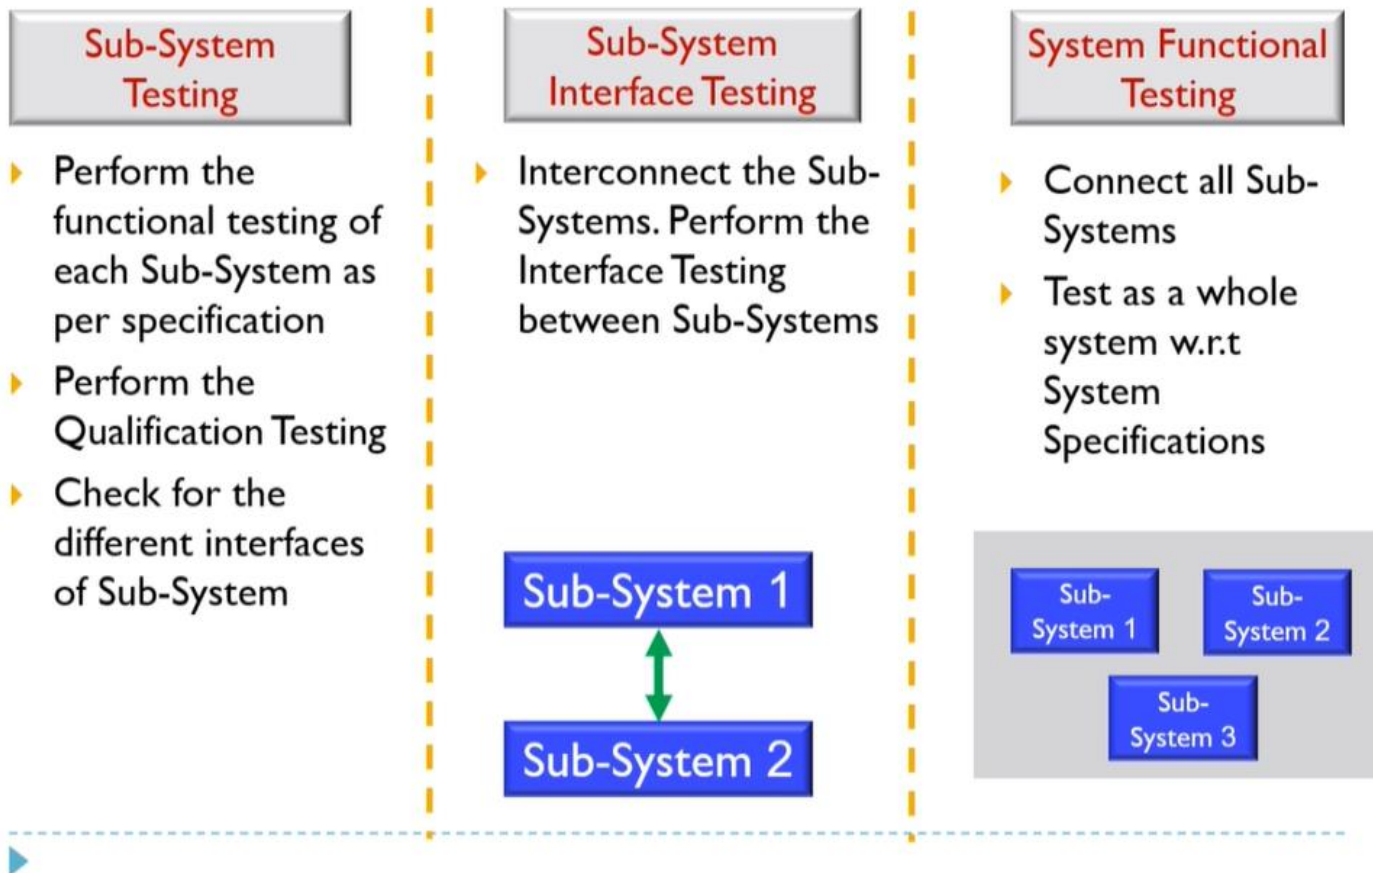 Sub-System
Testing
Perform the
functional testing of
each Sub-System as
per specification
Perform the
Qualification Testing
Check for the
different interfaces
of Sub-System
Sub-System
Interface Testing
Interconnect the Sub-
Systems. Perform the
Interface Testing
between Sub-Systems
Sub-System 1
Sub-System 2
System Functional
Testing
Connect all Sub-
Systems
Test as a whole
system w.r.t
System
Specifications
Sub-
System 1
Sub-
System 2
Sub-
System 3